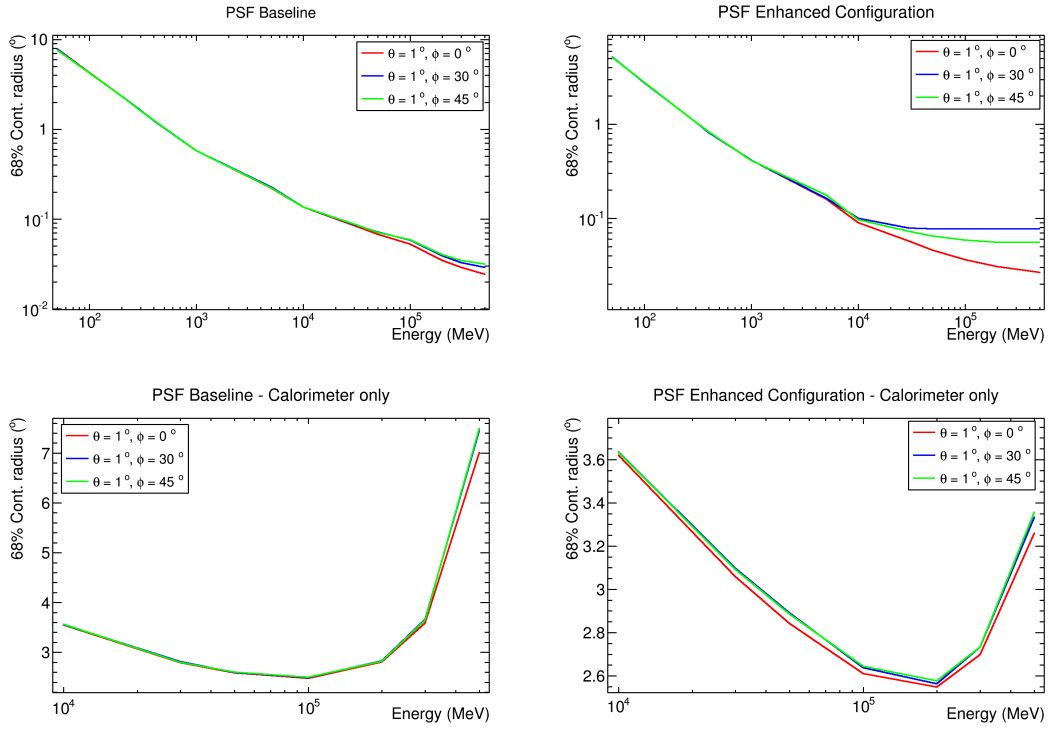 PSF Baseline
68% Cont. radius (°)
10
1
10⁻¹
10⁻²
θ = 1 °, ϕ = 0 °
θ = 1 °, ϕ = 30 °
θ = 1 °, ϕ = 45 °
10² 10³ 10⁴ 10⁵
Energy (MeV)
PSF Enhanced Configuration
68% Cont. radius (°)
1
10⁻¹
θ = 1 °, ϕ = 0 °
θ = 1 °, ϕ = 30 °
θ = 1 °, ϕ = 45 °
10² 10³ 10⁴ 10⁵
Energy (MeV)
PSF Baseline - Calorimeter only
68% Cont. radius (°)
7
6
5
4
3
θ = 1 °, ϕ = 0 °
θ = 1 °, ϕ = 30 °
θ = 1 °, ϕ = 45 °
10⁴ 10⁵
Energy (MeV)
PSF Enhanced Configuration - Calorimeter only
68% Cont. radius (°)
3.6
3.4
3.2
3
2.8
2.6
θ = 1 °, ϕ = 0 °
θ = 1 °, ϕ = 30 °
θ = 1 °, ϕ = 45 °
10⁴ 10⁵
Energy (MeV)